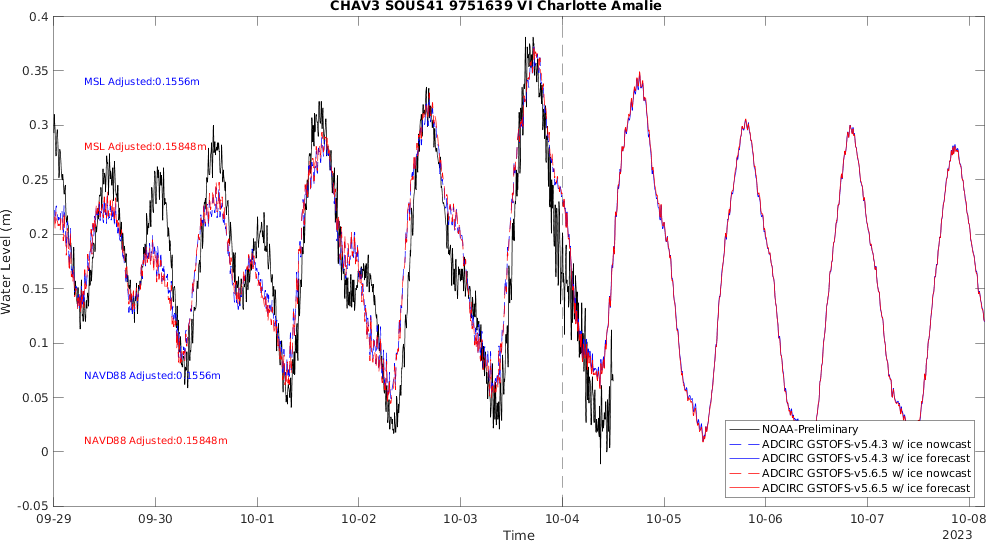 CHAV3 SOUS41 9751639 VI Charlotte Amalie
0.4
0.35
0.3
0.25
0.2
0.15
0.1
0.05
0
-0.05
Water Level (m)
MSL Adjusted:0.1556m
MSL Adjusted:0.15848m
NAVD88 Adjusted:0.1556m
NAVD88 Adjusted:0.15848m
NOAA-Preliminary
ADCIRC GSTOFS-v5.4.3 w/ ice nowcast
ADCIRC GSTOFS-v5.4.3 w/ ice forecast
ADCIRC GSTOFS-v5.6.5 w/ ice nowcast
ADCIRC GSTOFS-v5.6.5 w/ ice forecast
09-29 09-30 10-01 10-02 10-03 10-04 10-05 10-06 10-07 10-08
Time
2023